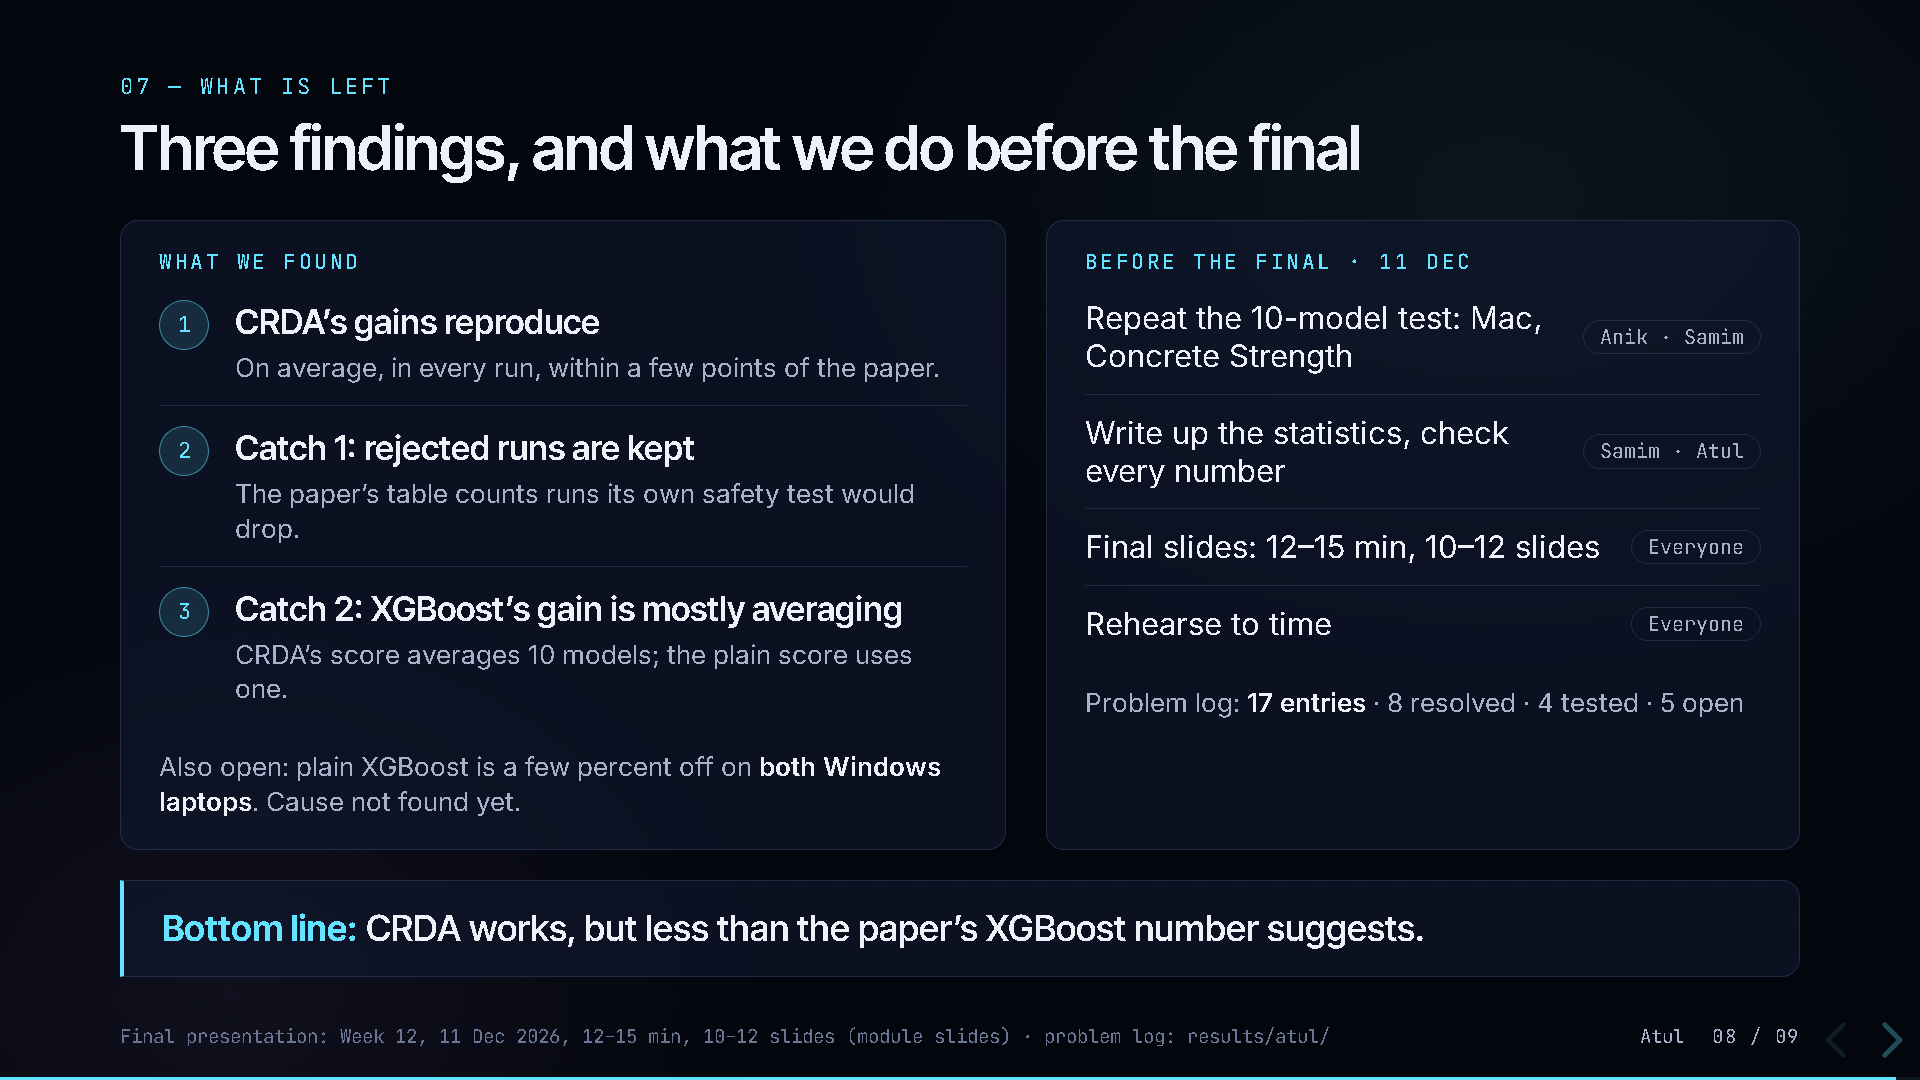 07 — WHAT IS LEFT
Three findings, and what we do before the final
WHAT WE FOUND
1
CRDA’s gains reproduce
On average, in every run, within a few points of the paper.
2
Catch 1: rejected runs are kept
The paper’s table counts runs its own safety test would
drop.
3
Catch 2: XGBoost’s gain is mostly averaging
CRDA’s score averages 10 models; the plain score uses
one.
Also open: plain XGBoost is a few percent off on both Windows
laptops. Cause not found yet.
BEFORE THE FINAL · 11 DEC
Repeat the 10-model test: Mac,
Concrete Strength
Anik · Samim
Write up the statistics, check
every number
Samim · Atul
Final slides: 12–15 min, 10–12 slides
Everyone
Rehearse to time
Everyone
Problem log: 17 entries · 8 resolved · 4 tested · 5 open
Bottom line: CRDA works, but less than the paper’s XGBoost number suggests.
Final presentation: Week 12, 11 Dec 2026, 12–15 min, 10–12 slides (module slides) · problem log: results/atul/
Atul 08 / 09